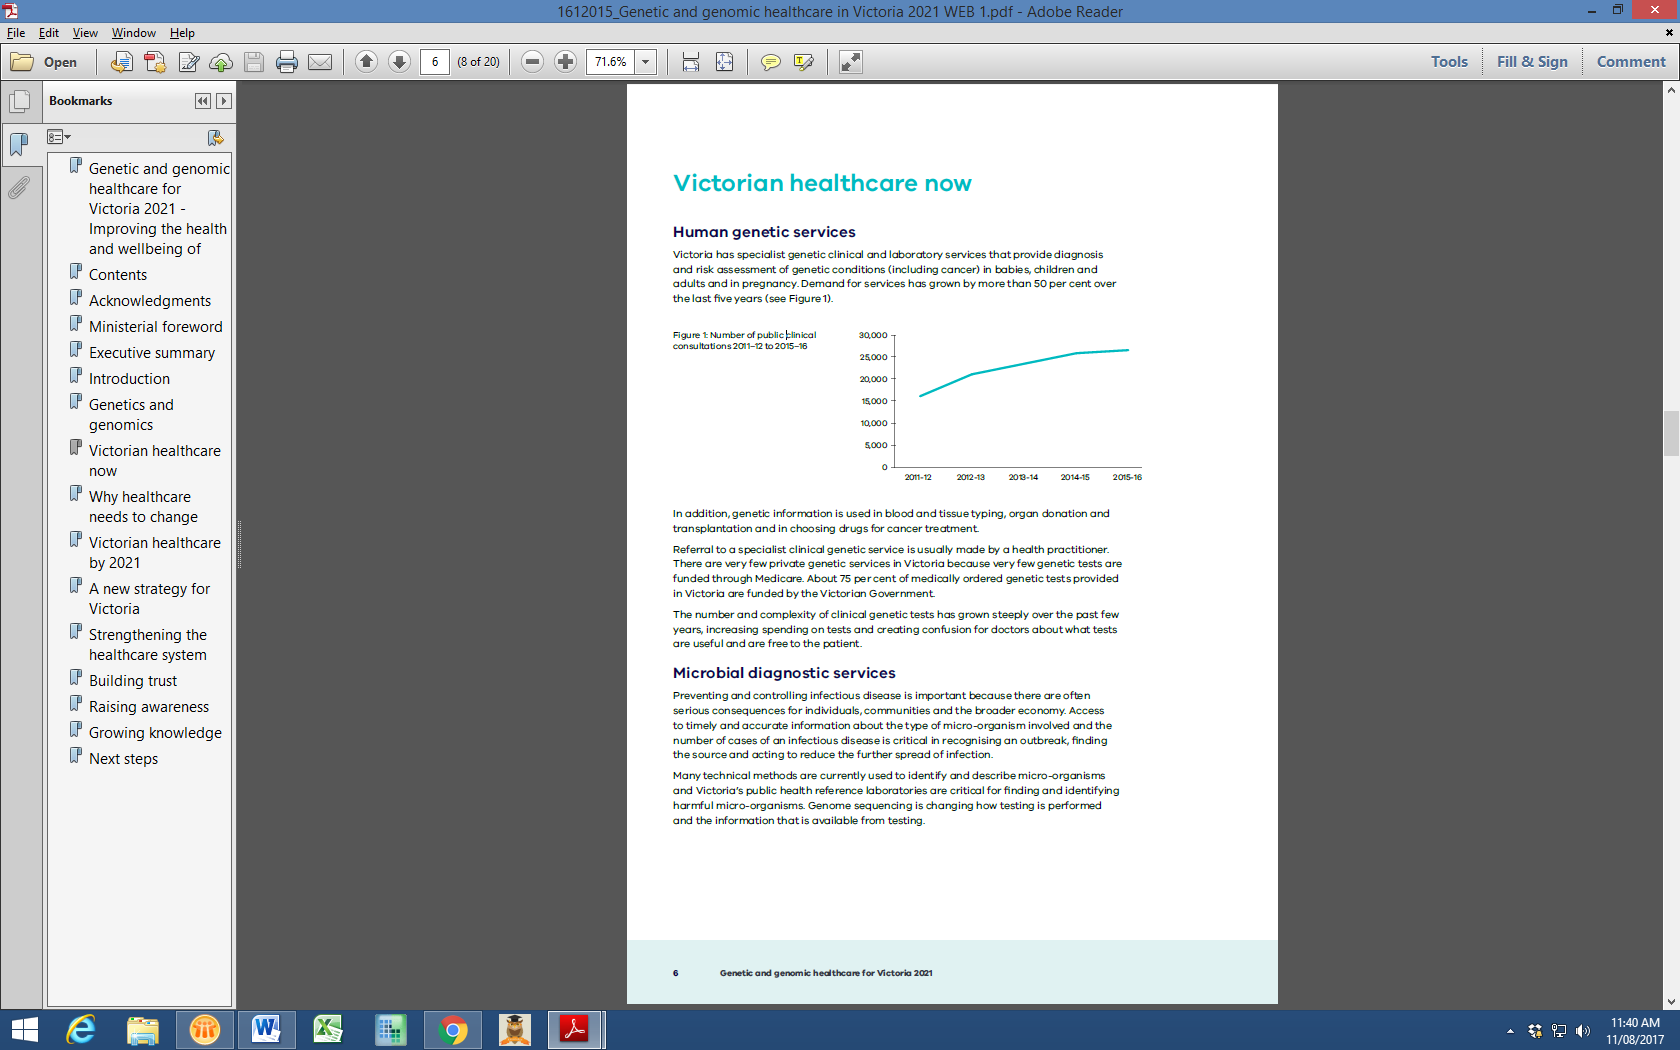 1612015_Genetic and genomic healthcare in Victoria 2021 WEB 1.pdf - Adobe Reader
File Edit View Window Help
Open 6 (8 of 20) 71.6% Tools Fill & Sign Comment
Bookmarks
Genetic and genomic
healthcare for
Victoria 2021 -
Improving the health
and wellbeing of
Contents
Acknowledgments
Ministerial foreword
Executive summary
Introduction
Genetics and
genomics
Victorian healthcare
now
Why healthcare
needs to change
Victorian healthcare
by 2021
A new strategy for
Victoria
Strengthening the
healthcare system
Building trust
Raising awareness
Growing knowledge
Next steps
Victorian healthcare now
Human genetic services
Victoria has specialist genetic clinical and laboratory services that provide diagnosis
and risk assessment of genetic conditions (including cancer) in babies, children and
adults and in pregnancy. Demand for services has grown by more than 50 per cent over
the last five years (see Figure 1).
Figure 1: Number of public clinical
consultations 2011–12 to 2015–16
30,000
25,000
20,000
15,000
10,000
5,000
0
2011-12 2012-13 2013-14 2014-15 2015-16
In addition, genetic information is used in blood and tissue typing, organ donation and
transplantation and in choosing drugs for cancer treatment.
Referral to a specialist clinical genetic service is usually made by a health practitioner.
There are very few private genetic services in Victoria because very few genetic tests are
funded through Medicare. About 75 per cent of medically ordered genetic tests provided
in Victoria are funded by the Victorian Government.
The number and complexity of clinical genetic tests has grown steeply over the past few
years, increasing spending on tests and creating confusion for doctors about what tests
are useful and are free to the patient.
Microbial diagnostic services
Preventing and controlling infectious disease is important because there are often
serious consequences for individuals, communities and the broader economy. Access
to timely and accurate information about the type of micro-organism involved and the
number of cases of an infectious disease is critical in recognising an outbreak, finding
the source and acting to reduce the further spread of infection.
Many technical methods are currently used to identify and describe micro-organisms
and Victoria's public health reference laboratories are critical for finding and identifying
harmful micro-organisms. Genome sequencing is changing how testing is performed
and the information that is available from testing.
6 Genetic and genomic healthcare for Victoria 2021
11:40 AM
11/08/2017